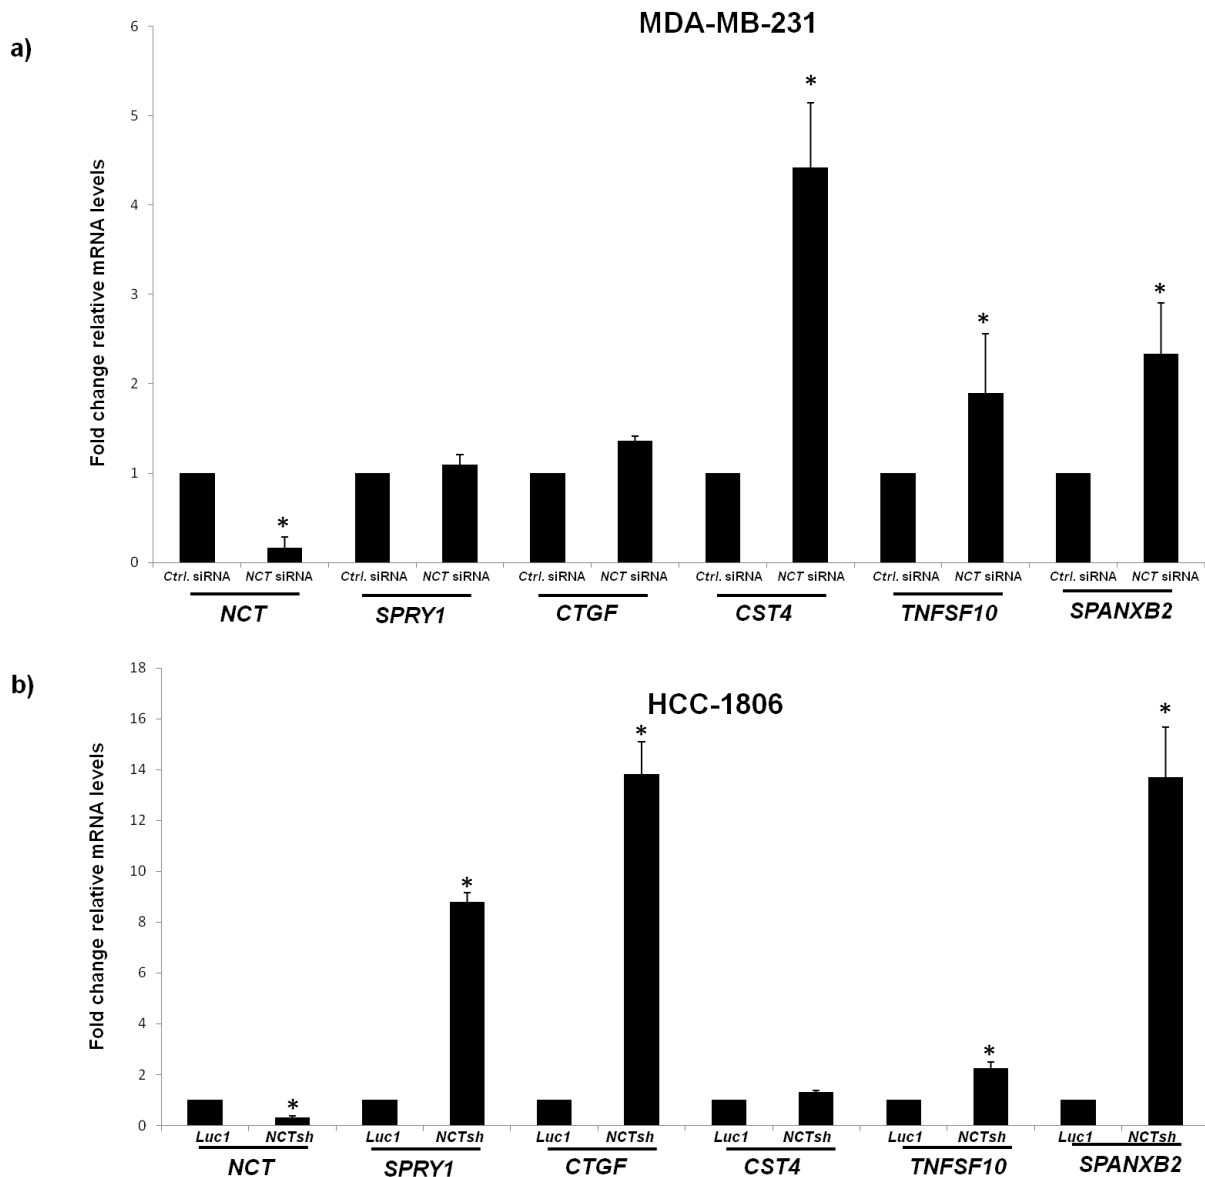 MDA-MB-231
a)
Fold change relative mRNA levels
6
5
4
3
2
1
0
*
*
*
*
Ctrl. siRNA NCT siRNA Ctrl. siRNA NCT siRNA Ctrl. siRNA NCT siRNA Ctrl. siRNA NCT siRNA Ctrl. siRNA NCT siRNA Ctrl. siRNA NCT siRNA
NCT SPRY1 CTGF CST4 TNFSF10 SPANXB2
b)
HCC-1806
Fold change relative mRNA levels
18
16
14
12
10
8
6
4
2
0
*
*
*
*
*
Luc1 NCTsh Luc1 NCTsh Luc1 NCTsh Luc1 NCTsh Luc1 NCTsh Luc1 NCTsh
NCT SPRY1 CTGF CST4 TNFSF10 SPANXB2